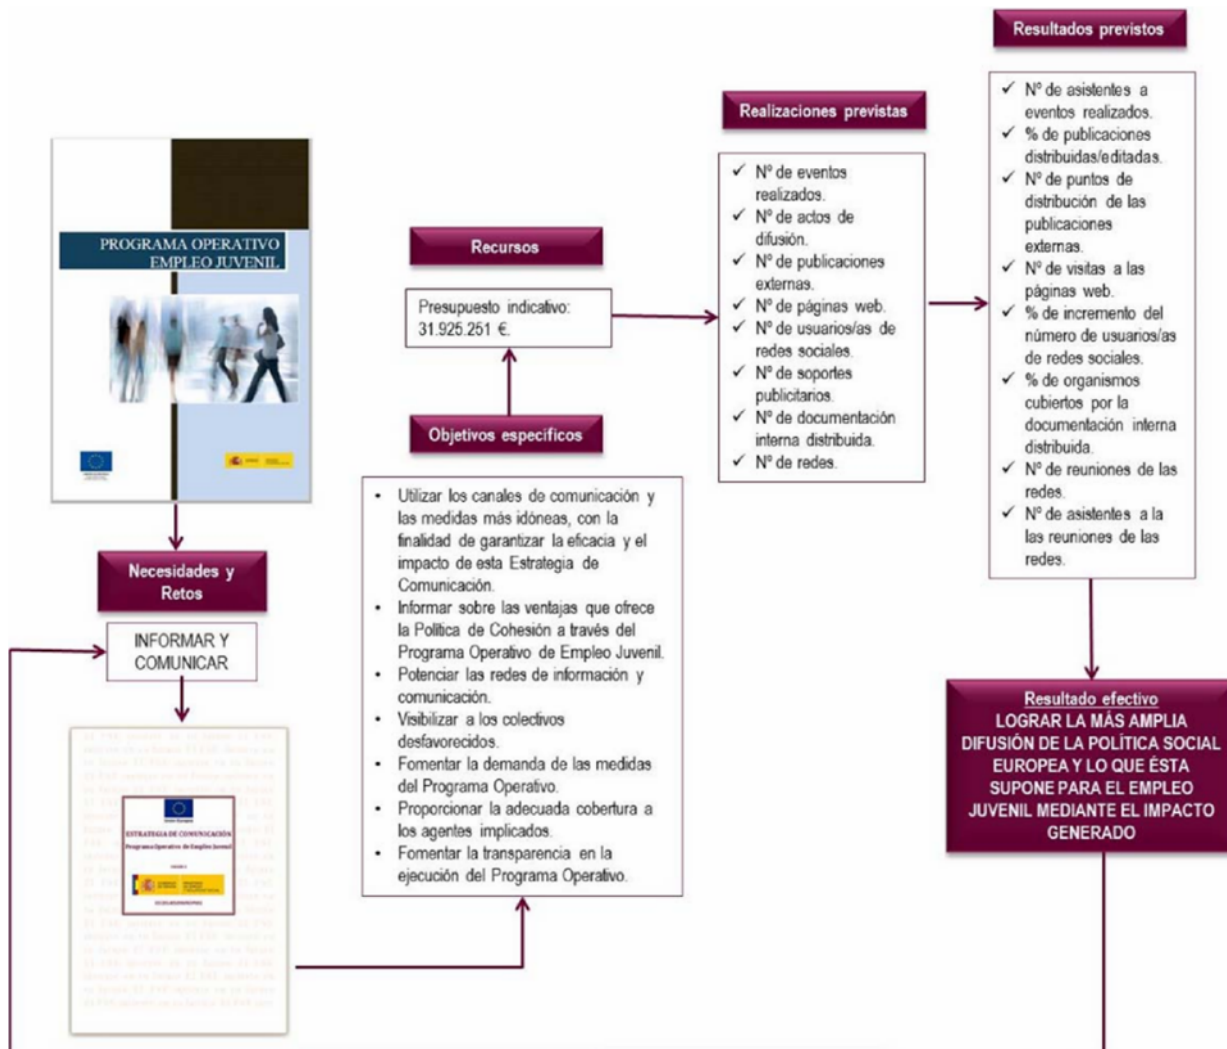 PROGRAMA OPERATIVO
EMPLEO JUVENIL
Necesidades y
Retos
INFORMAR Y
COMUNICAR
ESTRATEGIA DE COMUNICACIÓN
Programa Operativo de Empleo Juvenil
Objetivos especificos
• Utilizar los canales de comunicación y
las medidas más idóneas, con la
finalidad de garantizar la eficacia y el
impacto de esta Estrategia de
Comunicación.
• Informar sobre las ventajas que ofrece
la Política de Cohesión a través del
Programa Operativo de Empleo Juvenil.
• Potenciar las redes de información y
comunicación.
• Visibilizar a los colectivos
desfavorecidos.
• Fomentar la demanda de las medidas
del Programa Operativo.
• Proporcionar la adecuada cobertura a
los agentes implicados.
• Fomentar la transparencia en la
ejecución del Programa Operativo.
Recursos
Presupuesto indicativo:
31.925.251 €.
Realizaciones previstas
✓ Nº de eventos
realizados.
✓ Nº de actos de
difusión.
✓ Nº de publicaciones
externas.
✓ Nº de páginas web.
✓ Nº de usuarios/as de
redes sociales.
✓ Nº de soportes
publicitarios.
✓ Nº de documentación
interna distribuida.
✓ Nº de redes.
Resultados previstos
✓ Nº de asistentes a
eventos realizados.
✓ % de publicaciones
distribuidas/editadas.
✓ Nº de puntos de
distribución de las
publicaciones
externas.
✓ Nº de visitas a las
páginas web.
✓ % de incremento del
número de usuarios/as
de redes sociales.
✓ % de organismos
cubiertos por la
documentación interna
distribuida.
✓ Nº de reuniones de las
redes.
✓ Nº de asistentes a la
las reuniones de las
redes.
Resultado efectivo
LOGRAR LA MÁS AMPLIA
DIFUSIÓN DE LA POLÍTICA SOCIAL
EUROPEA Y LO QUE ÉSTA
SUPONE PARA EL EMPLEO
JUVENIL MEDIANTE EL IMPACTO
GENERADO